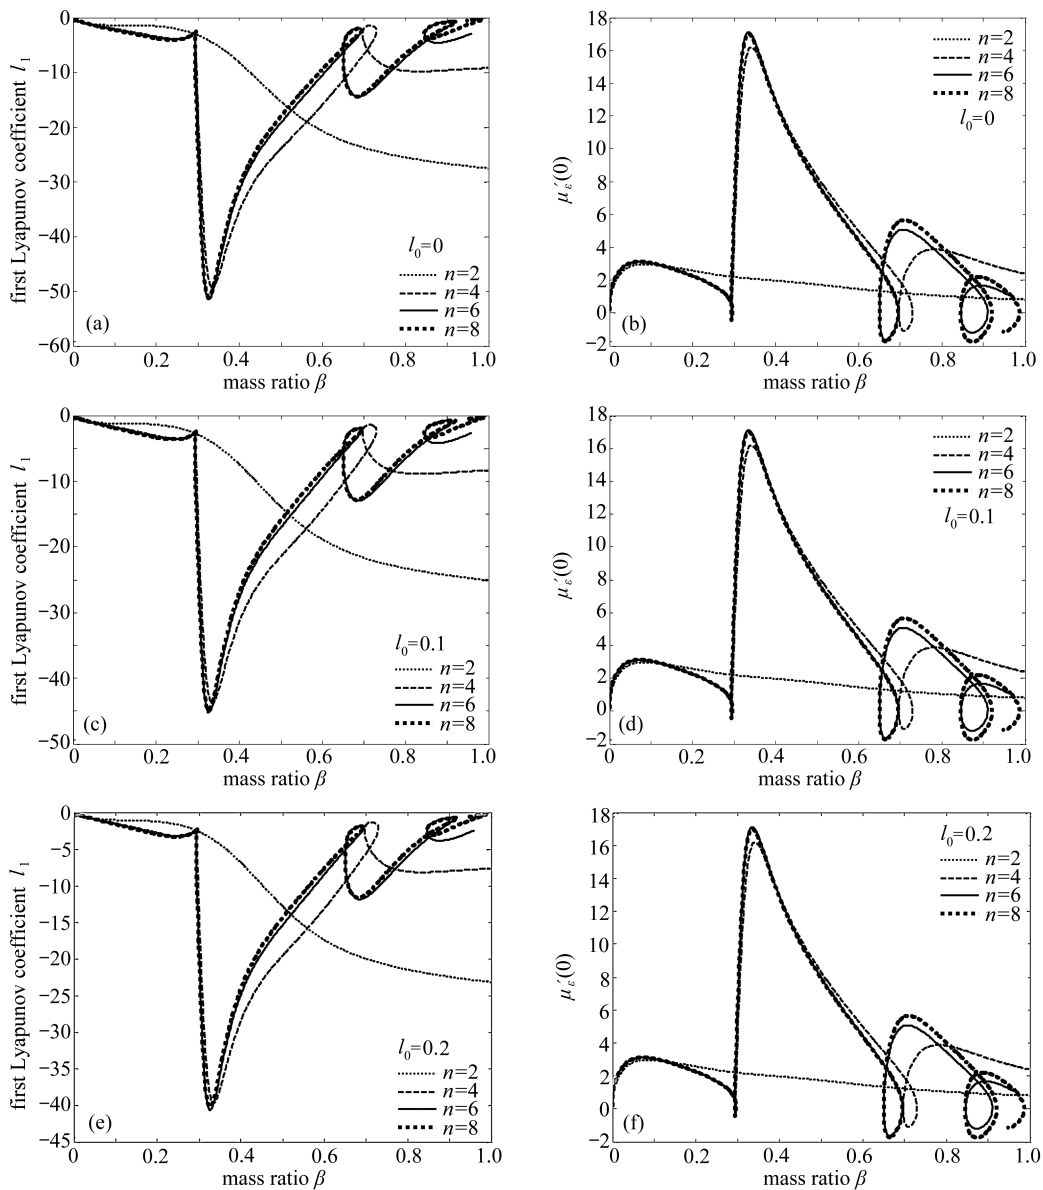 0
−10
−20
−30
−40
−50
−60
first Lyapunov coefficient l₁
l₀=0
n=2
n=4
n=6
n=8
(a)
0 0.2 0.4 0.6 0.8 1.0
mass ratio β
18
16
14
12
10
8
6
4
2
0
−2
μ′ε(0)
n=2
n=4
n=6
n=8
l₀=0
(b)
0 0.2 0.4 0.6 0.8 1.0
mass ratio β
0
−10
−20
−30
−40
−50
first Lyapunov coefficient l₁
l₀=0.1
n=2
n=4
n=6
n=8
(c)
0 0.2 0.4 0.6 0.8 1.0
mass ratio β
18
16
14
12
10
8
6
4
2
0
−2
μ′ε(0)
n=2
n=4
n=6
n=8
l₀=0.1
(d)
0 0.2 0.4 0.6 0.8 1.0
mass ratio β
0
−5
−10
−15
−20
−25
−30
−35
−40
−45
first Lyapunov coefficient l₁
l₀=0.2
n=2
n=4
n=6
n=8
(e)
0 0.2 0.4 0.6 0.8 1.0
mass ratio β
18
16
14
12
10
8
6
4
2
0
−2
μ′ε(0)
l₀=0.2
n=2
n=4
n=6
n=8
(f)
0 0.2 0.4 0.6 0.8 1.0
mass ratio β